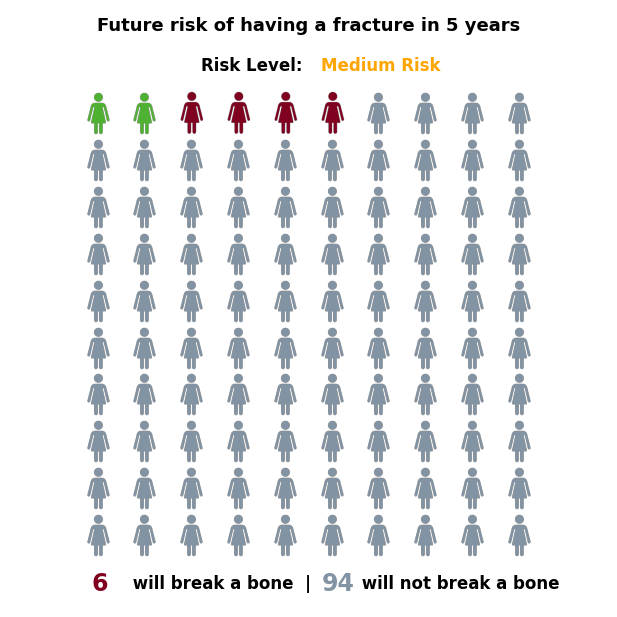 Future risk of having a fracture in 5 years
Risk Level: Medium Risk
6 will break a bone | 94 will not break a bone